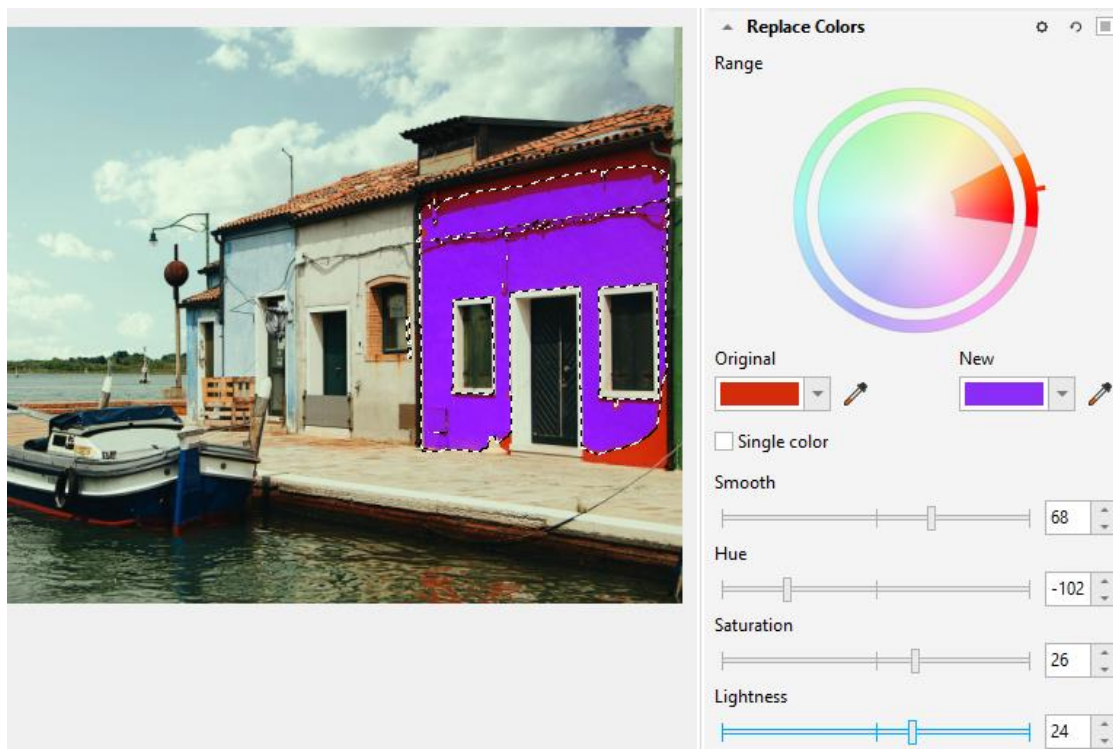 Replace Colors
Range
Original New
Single color
Smooth
68
Hue
-102
Saturation
26
Lightness
24